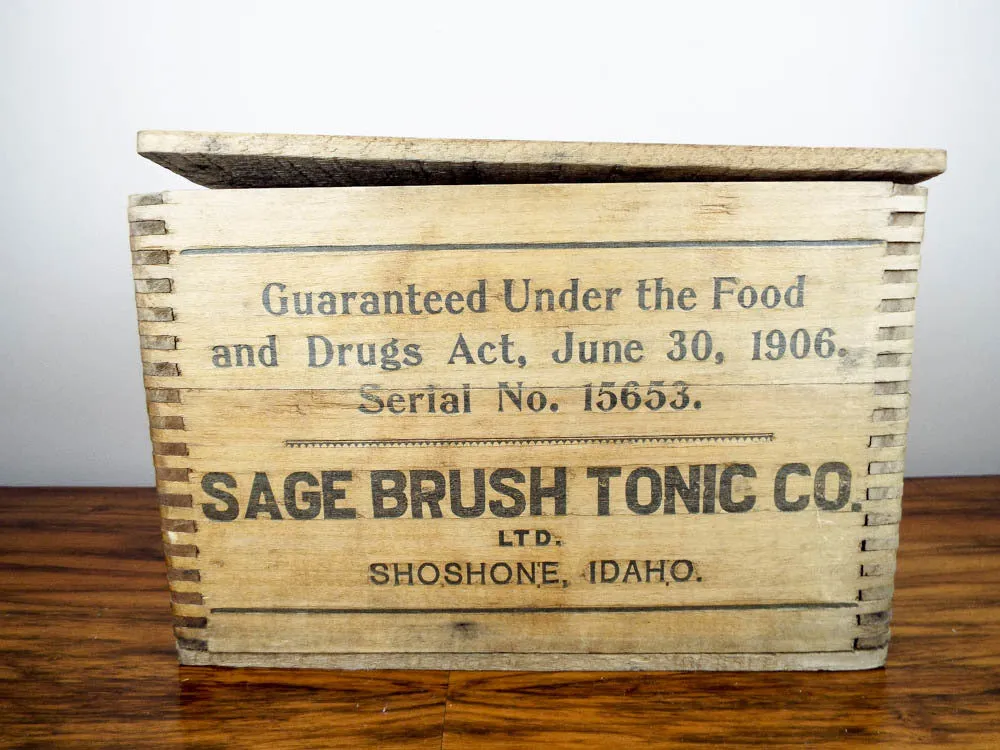 Guaranteed Under the Food
and Drugs Act, June 30, 1906.
Serial No. 15653.
SAGE BRUSH TONIC CO.
LTD.
SHOSHONE, IDAHO.